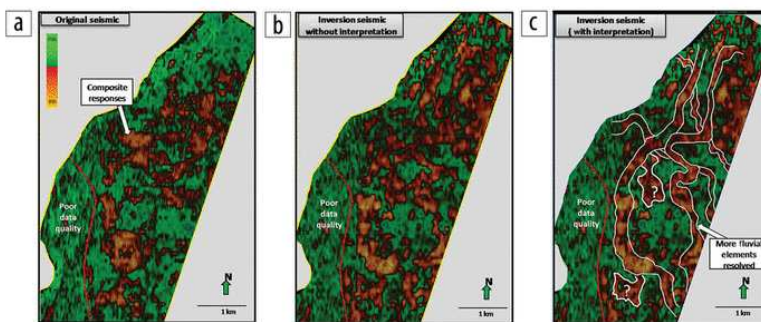 a
Original seismic
Composite
responses
Poor
data
quality
N
1 km
b
Inversion seismic
without interpretation
Poor
data
quality
N
1 km
c
Inversion seismic
( with interpretation)
?
Poor
data
quality
More fluvial
elements
resolved
?
N
1 km